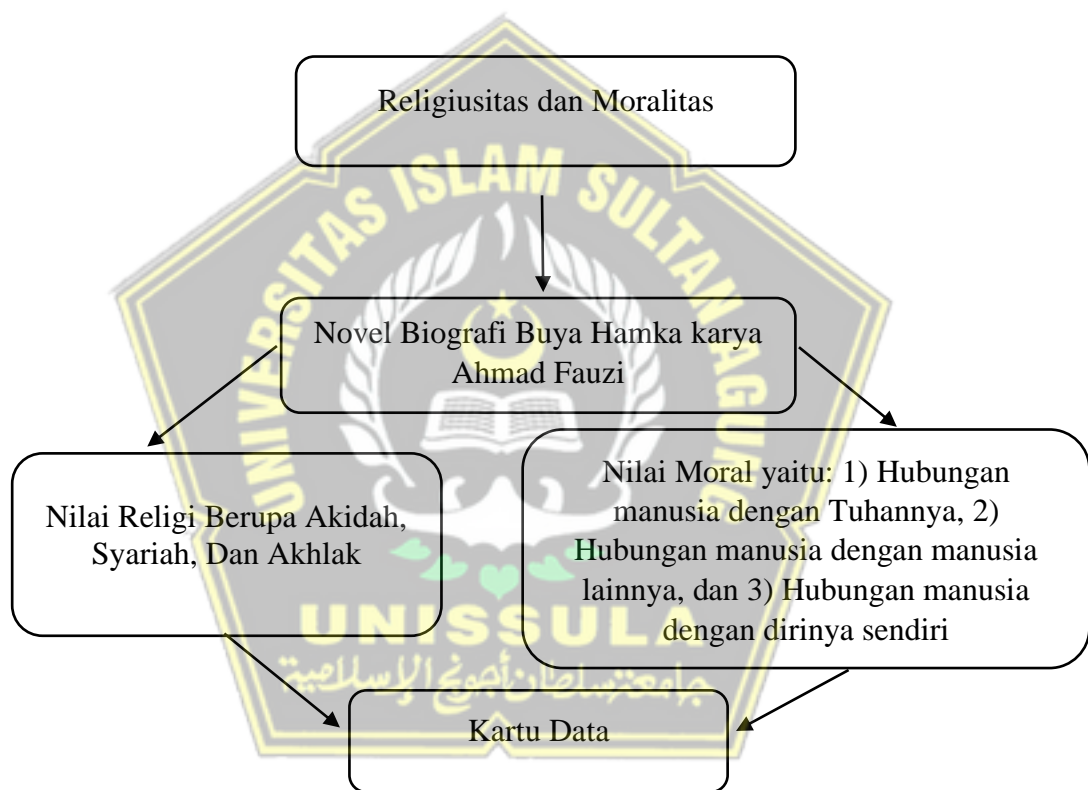 Religiusitas dan Moralitas
UNIVERSITAS ISLAM SULTAN AGUNG
Novel Biografi Buya Hamka karya
Ahmad Fauzi
Nilai Religi Berupa Akidah,
Syariah, Dan Akhlak
Nilai Moral yaitu: 1) Hubungan
manusia dengan Tuhannya, 2)
Hubungan manusia dengan manusia
lainnya, dan 3) Hubungan manusia
dengan dirinya sendiri
UNISSULA
جامعتسلطان أجونج الإسلامية
Kartu Data